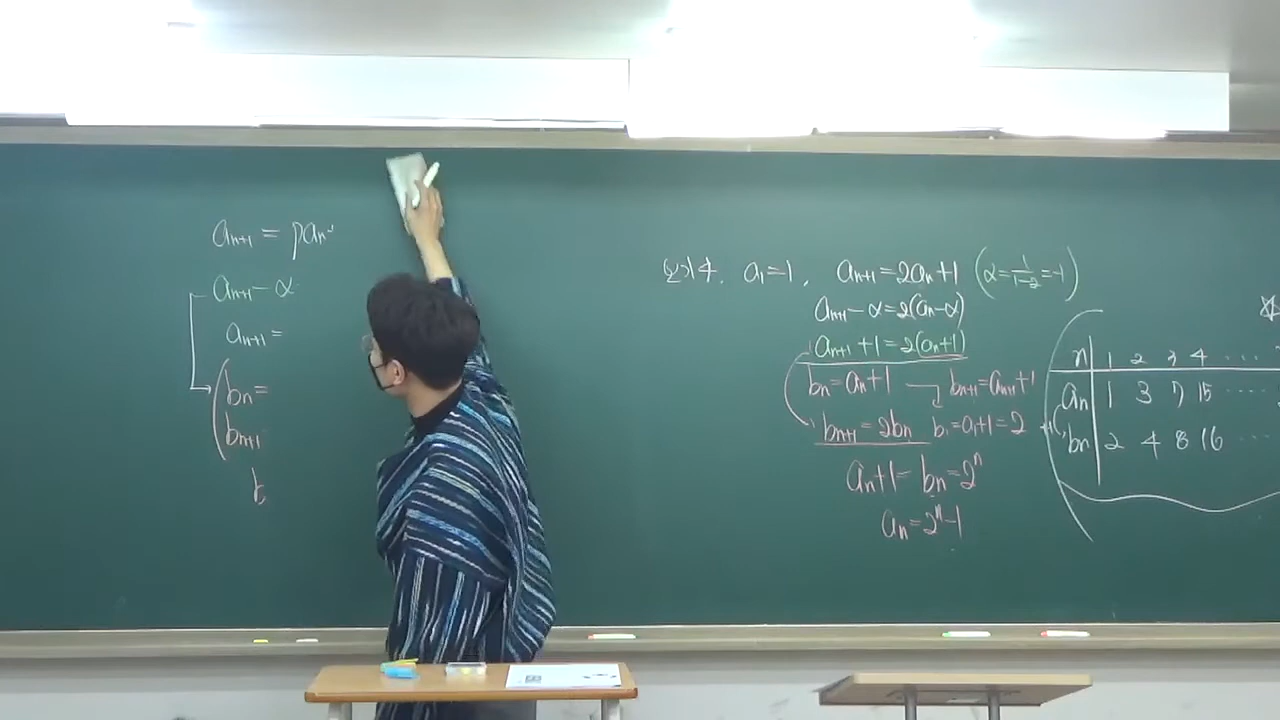 aₙ₊₁ = paₙ
aₙ₊₁ - α
aₙ₊₁ =
bₙ =
bₙ₊₁
b
예제 4. a₁=1, aₙ₊₁=2aₙ+1 (α=1/(1-2)=-1)
aₙ₊₁-α=2(aₙ-α)
aₙ₊₁+1=2(aₙ+1)
bₙ=aₙ+1 → bₙ₊₁=aₙ₊₁+1
bₙ₊₁=2bₙ b₁=a₁+1=2
aₙ+1=bₙ=2ⁿ
aₙ=2ⁿ-1
n 1 2 3 4 ....
aₙ 1 3 7 15 .....
+1
bₙ 2 4 8 16 ....